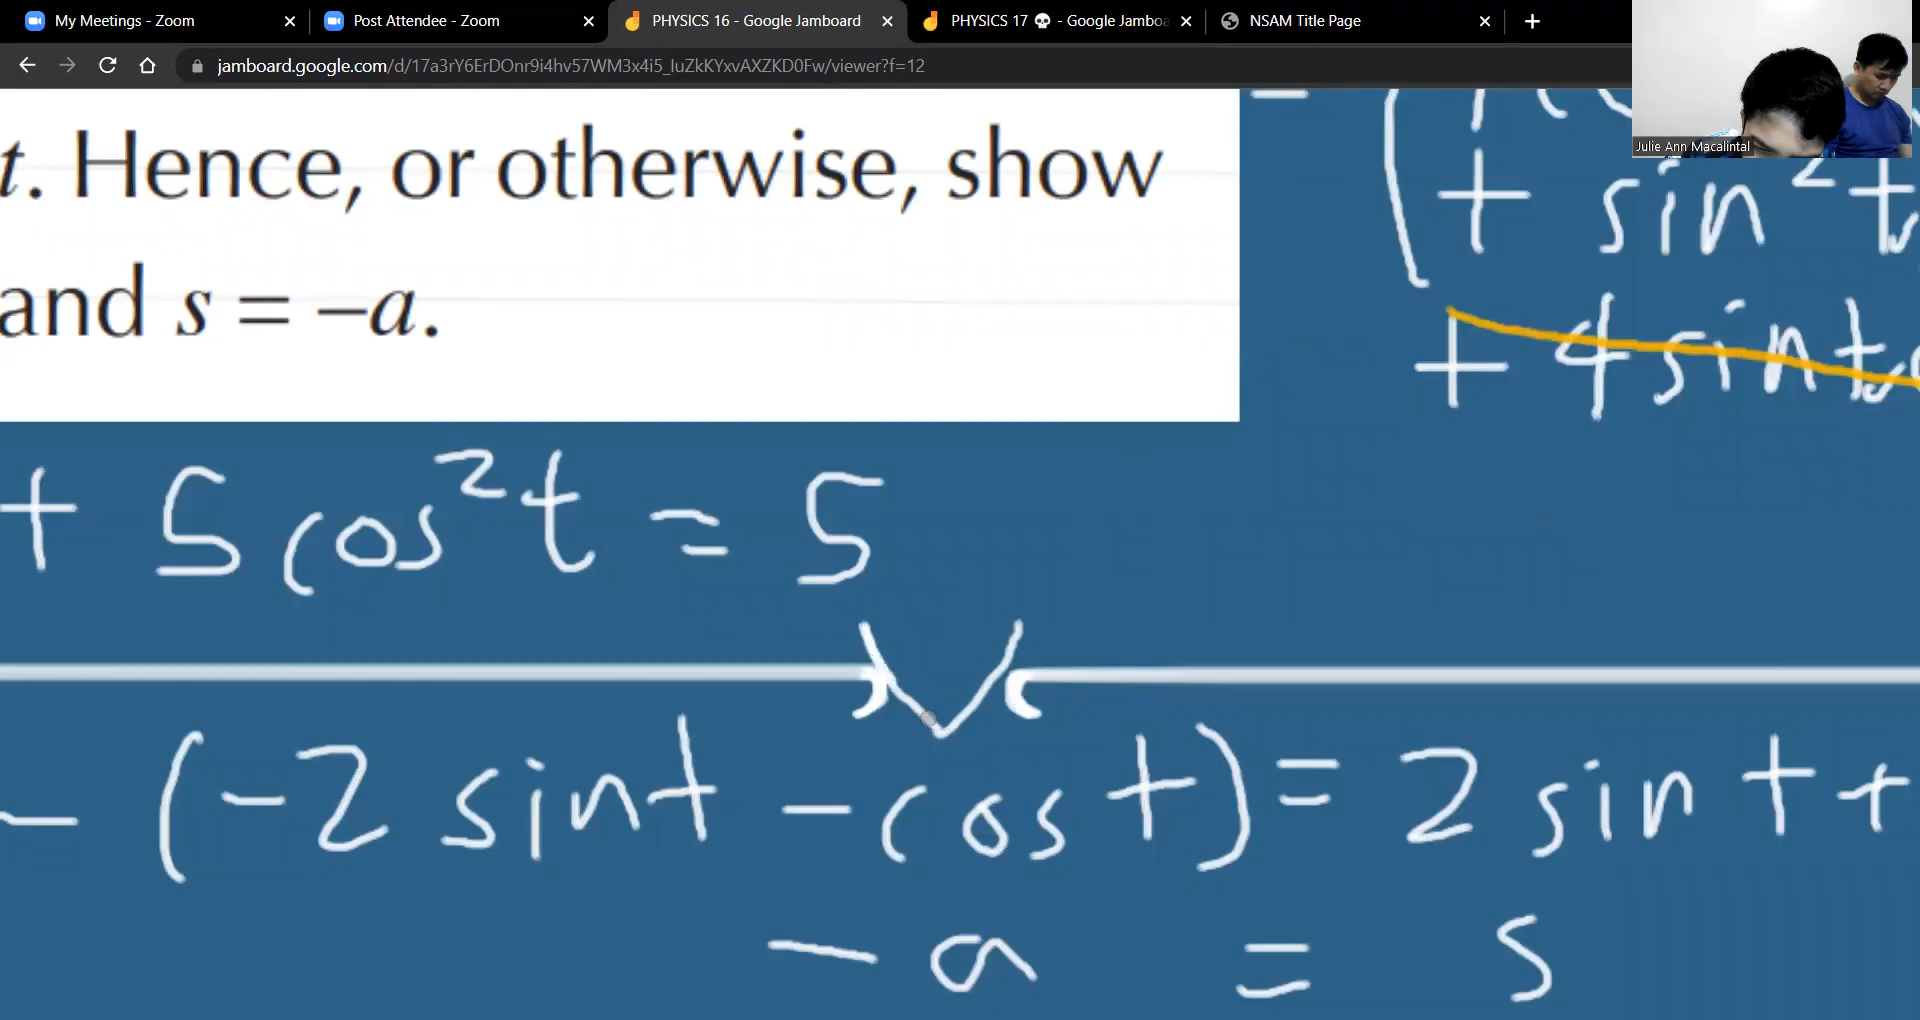 My Meetings - Zoom
Post Attendee - Zoom
PHYSICS 16 - Google Jamboard
PHYSICS 17 💀 - Google Jamboa
NSAM Title Page
jamboard.google.com/d/17a3rY6ErDOnr9i4hv57WM3x4i5_luZkKYxvAXZKD0Fw/viewer?f=12
Julie Ann Macalintal
t. Hence, or otherwise, show
and s = –a.
+ sin²t
+ 4sint
+ 5cos²t = 5
- (-2sint - cost) = 2sint +
- a = s